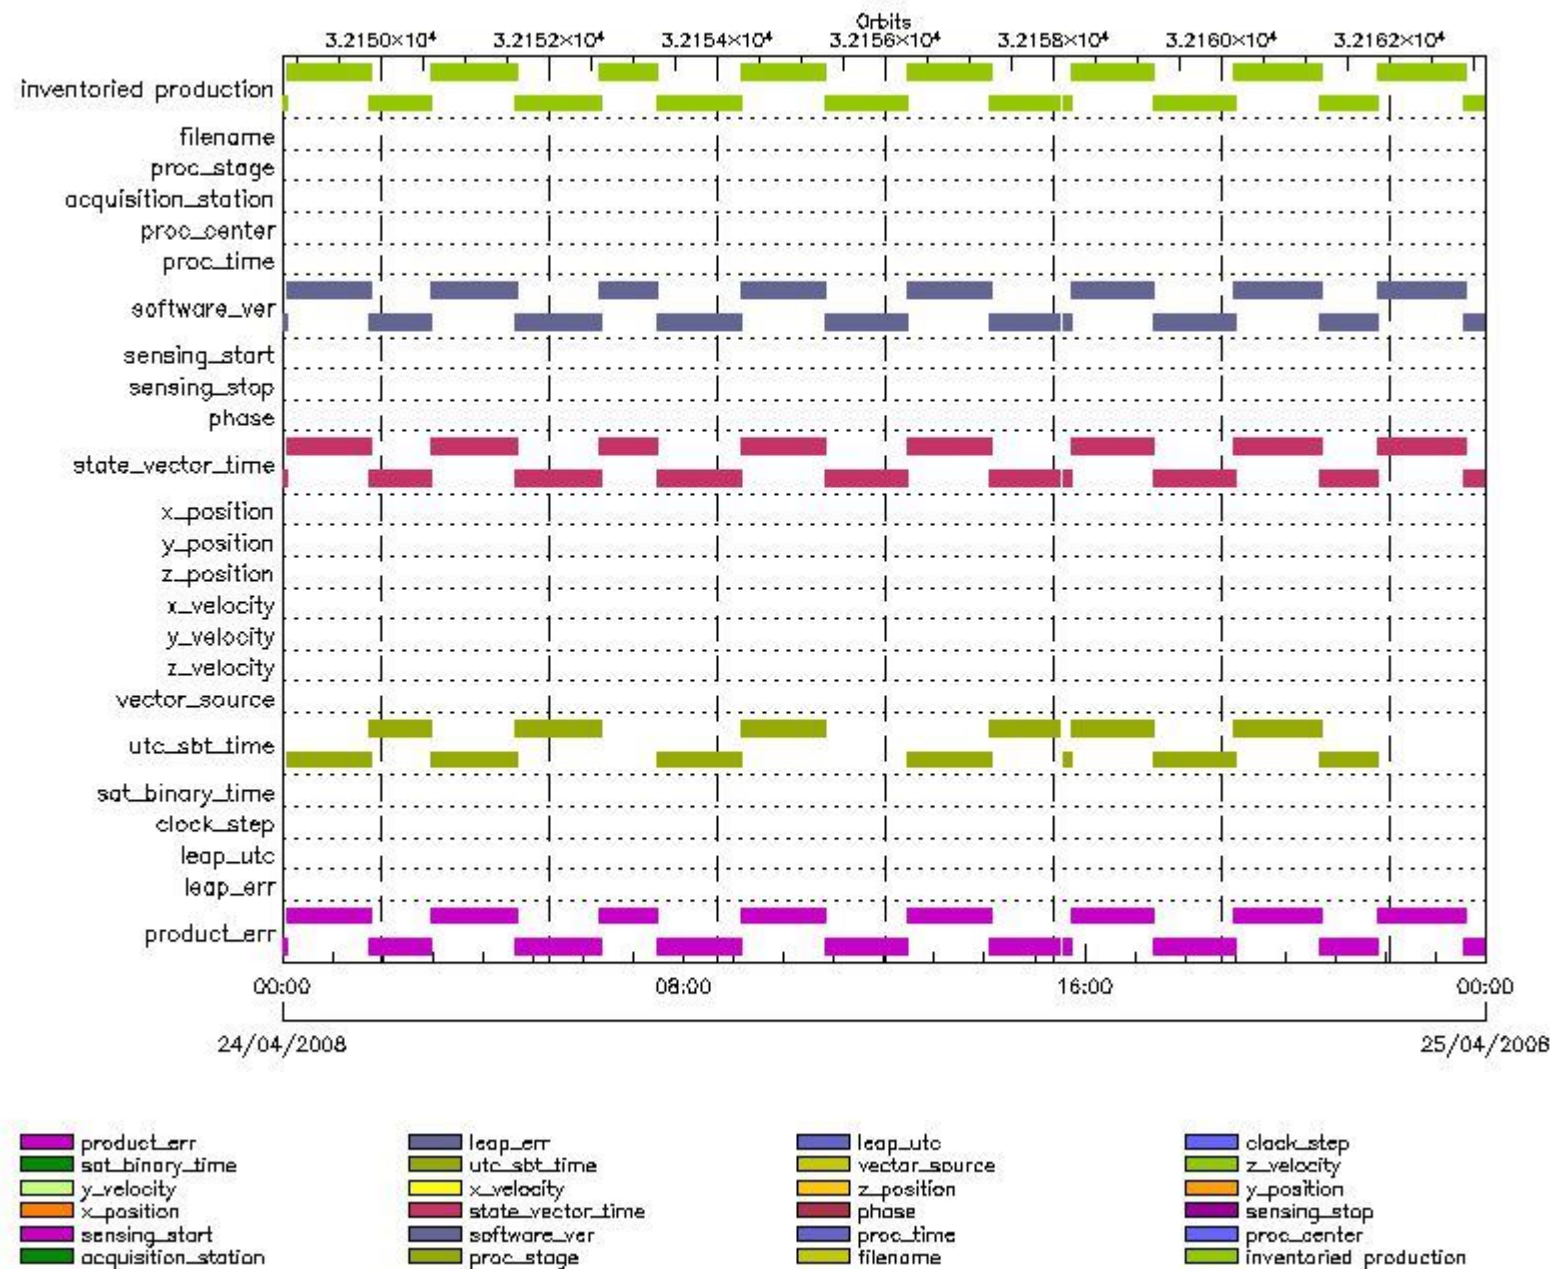 Orbits
3.2150×10⁴ 3.2152×10⁴ 3.2154×10⁴ 3.2156×10⁴ 3.2158×10⁴ 3.2160×10⁴ 3.2162×10⁴
inventoried production
filename
proc_stage
acquisition_station
proc_center
proc_time
software_ver
sensing_start
sensing_stop
phase
state_vector_time
x_position
y_position
z_position
x_velocity
y_velocity
z_velocity
vector_source
utc_sbt_time
sat_binary_time
clock_step
leap_utc
leap_err
product_err
00:00 08:00 16:00 00:00
24/04/2008 25/04/2008
product_err leap_err leap_utc clock_step
sat_binary_time utc_sbt_time vector_source z_velocity
y_velocity x_velocity z_position y_position
x_position state_vector_time phase sensing_stop
sensing_start software_ver proc_time proc_center
acquisition_station proc_stage filename inventoried production